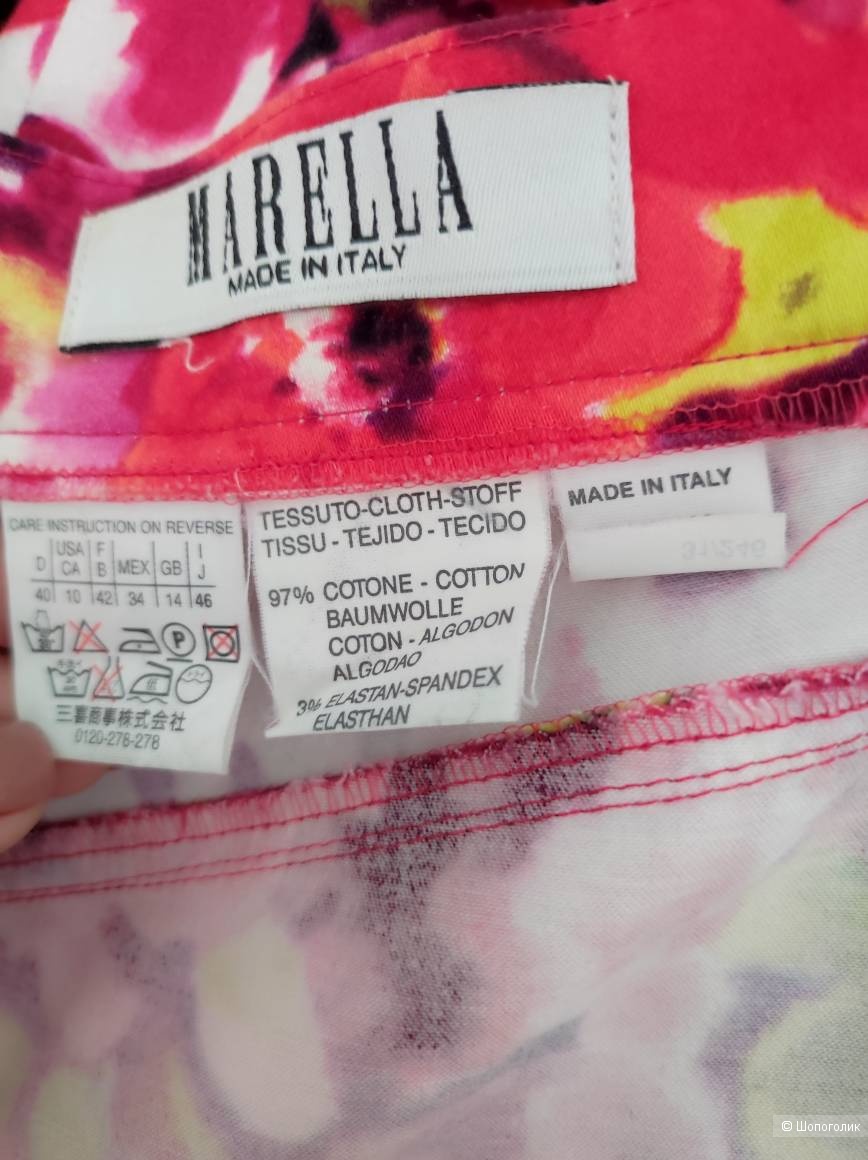 MARELLA
MADE IN ITALY
CARE INSTRUCTION ON REVERSE
D USA CA F B MEX GB I J
40 10 42 34 14 46
P
三喜商事株式会社
0120-278-278
TESSUTO-CLOTH-STOFF
TISSU - TEJIDO - TECIDO
97% COTONE - COTTON
BAUMWOLLE
COTON - ALGODON
ALGODAO
3% ELASTAN-SPANDEX
ELASTHAN
MADE IN ITALY
© Шопоголик